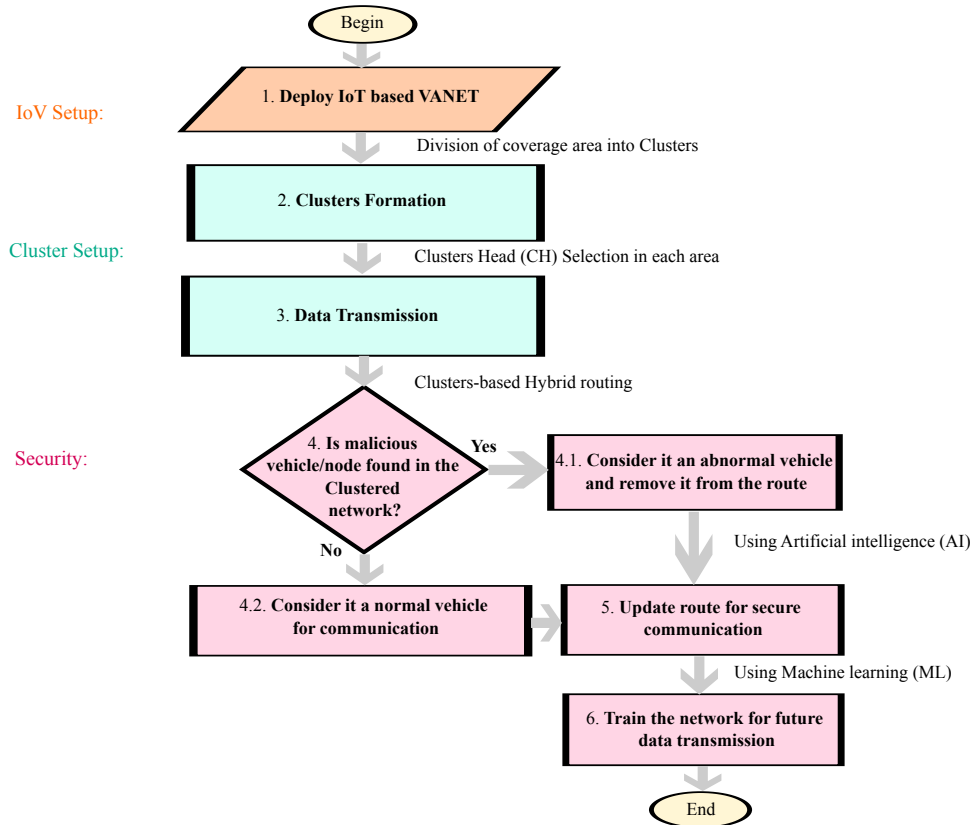 Begin
1. Deploy IoT based VANET
IoV Setup:
Division of coverage area into Clusters
2. Clusters Formation
Cluster Setup:
Clusters Head (CH) Selection in each area
3. Data Transmission
Clusters-based Hybrid routing
Security:
4. Is malicious
vehicle/node found in the
Clustered
network?
Yes
4.1. Consider it an abnormal vehicle
and remove it from the route
No
Using Artificial intelligence (AI)
4.2. Consider it a normal vehicle
for communication
5. Update route for secure
communication
Using Machine learning (ML)
6. Train the network for future
data transmission
End